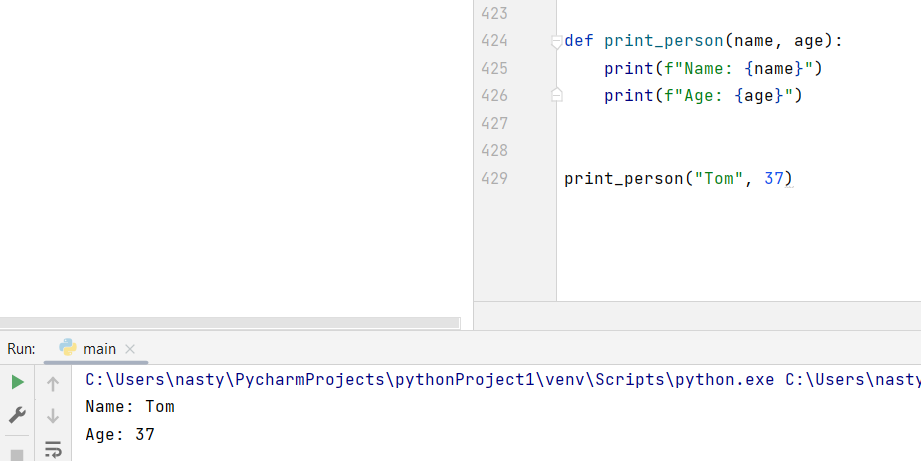 423
424 def print_person(name, age):
425     print(f"Name: {name}")
426     print(f"Age: {age}")
427
428
429 print_person("Tom", 37)
Run: main
C:\Users\nasty\PycharmProjects\pythonProject1\venv\Scripts\python.exe C:\Users\nasty
Name: Tom
Age: 37